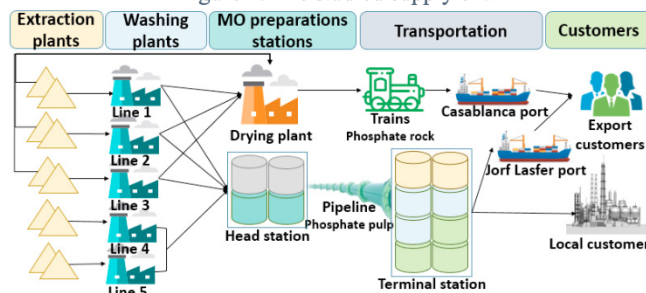 Extraction plants
Washing plants
MO preparations stations
Transportation
Customers
Line 1
Line 2
Line 3
Line 4
Line 5
Drying plant
Head station
Trains
Phosphate rock
Pipeline
Phosphate pulp
Casablanca port
Jorf Lasfer port
Terminal station
Export customers
Local customer